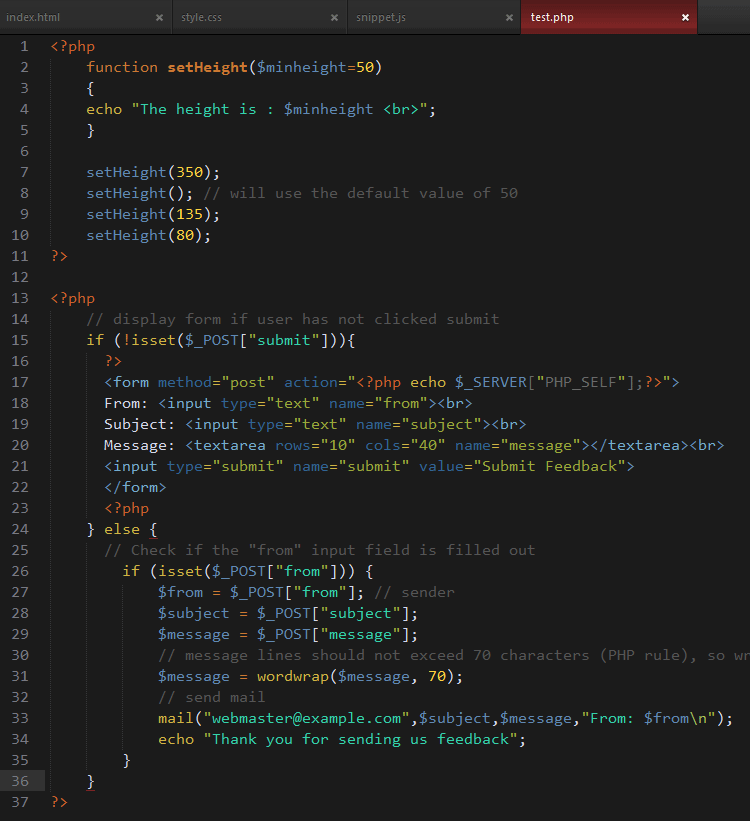 index.html × style.css × snippet.js × test.php ×
1 <?php
2 function setHeight($minheight=50)
3 {
4 echo "The height is : $minheight <br>";
5 }
6
7 setHeight(350);
8 setHeight(); // will use the default value of 50
9 setHeight(135);
10 setHeight(80);
11 ?>
12
13 <?php
14 // display form if user has not clicked submit
15 if (!isset($_POST["submit"])){
16 ?>
17 <form method="post" action="<?php echo $_SERVER["PHP_SELF"];?>">
18 From: <input type="text" name="from"><br>
19 Subject: <input type="text" name="subject"><br>
20 Message: <textarea rows="10" cols="40" name="message"></textarea><br>
21 <input type="submit" name="submit" value="Submit Feedback">
22 </form>
23 <?php
24 } else {
25 // Check if the "from" input field is filled out
26 if (isset($_POST["from"])) {
27 $from = $_POST["from"]; // sender
28 $subject = $_POST["subject"];
29 $message = $_POST["message"];
30 // message lines should not exceed 70 characters (PHP rule), so
31 $message = wordwrap($message, 70);
32 // send mail
33 mail("webmaster@example.com",$subject,$message,"From: $from\n");
34 echo "Thank you for sending us feedback";
35 }
36 }
37 ?>